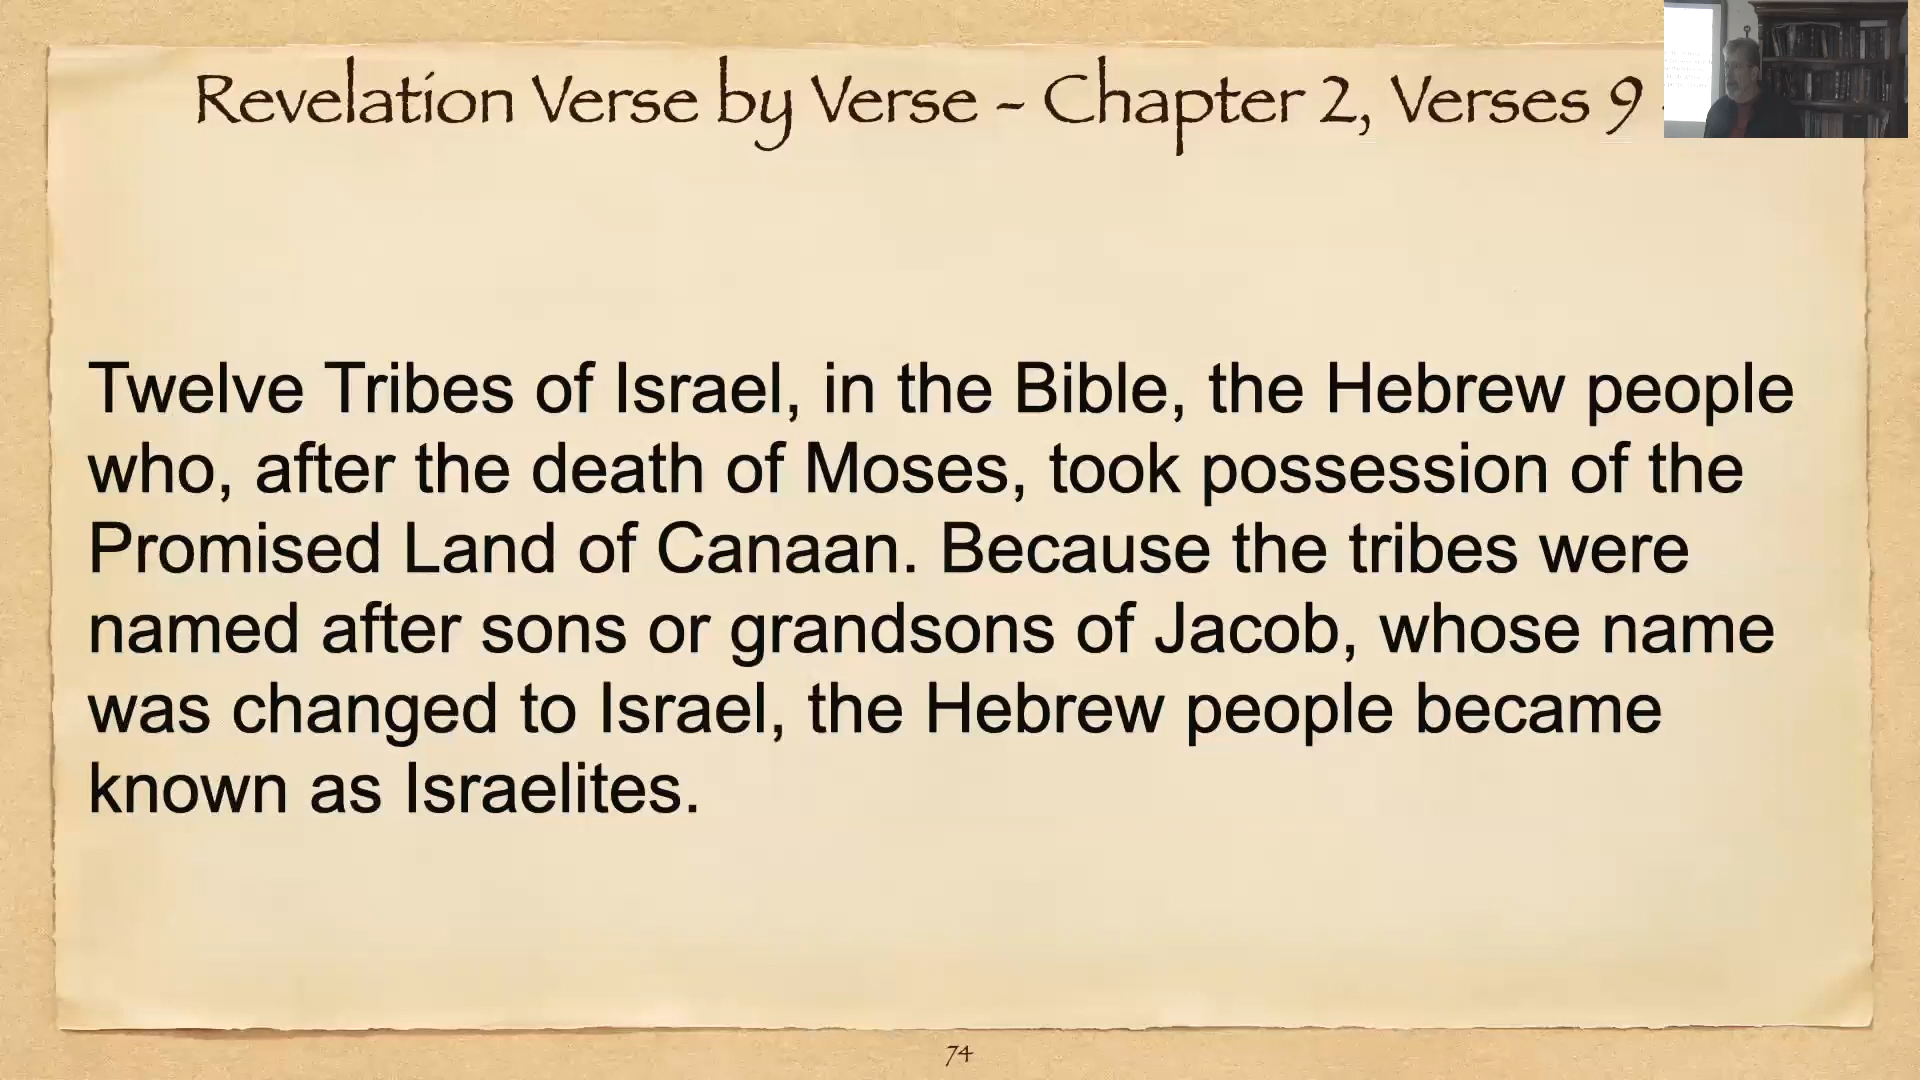 Revelation Verse by Verse - Chapter 2, Verses 9
Twelve Tribes of Israel, in the Bible, the Hebrew people
who, after the death of Moses, took possession of the
Promised Land of Canaan. Because the tribes were
named after sons or grandsons of Jacob, whose name
was changed to Israel, the Hebrew people became
known as Israelites.
74